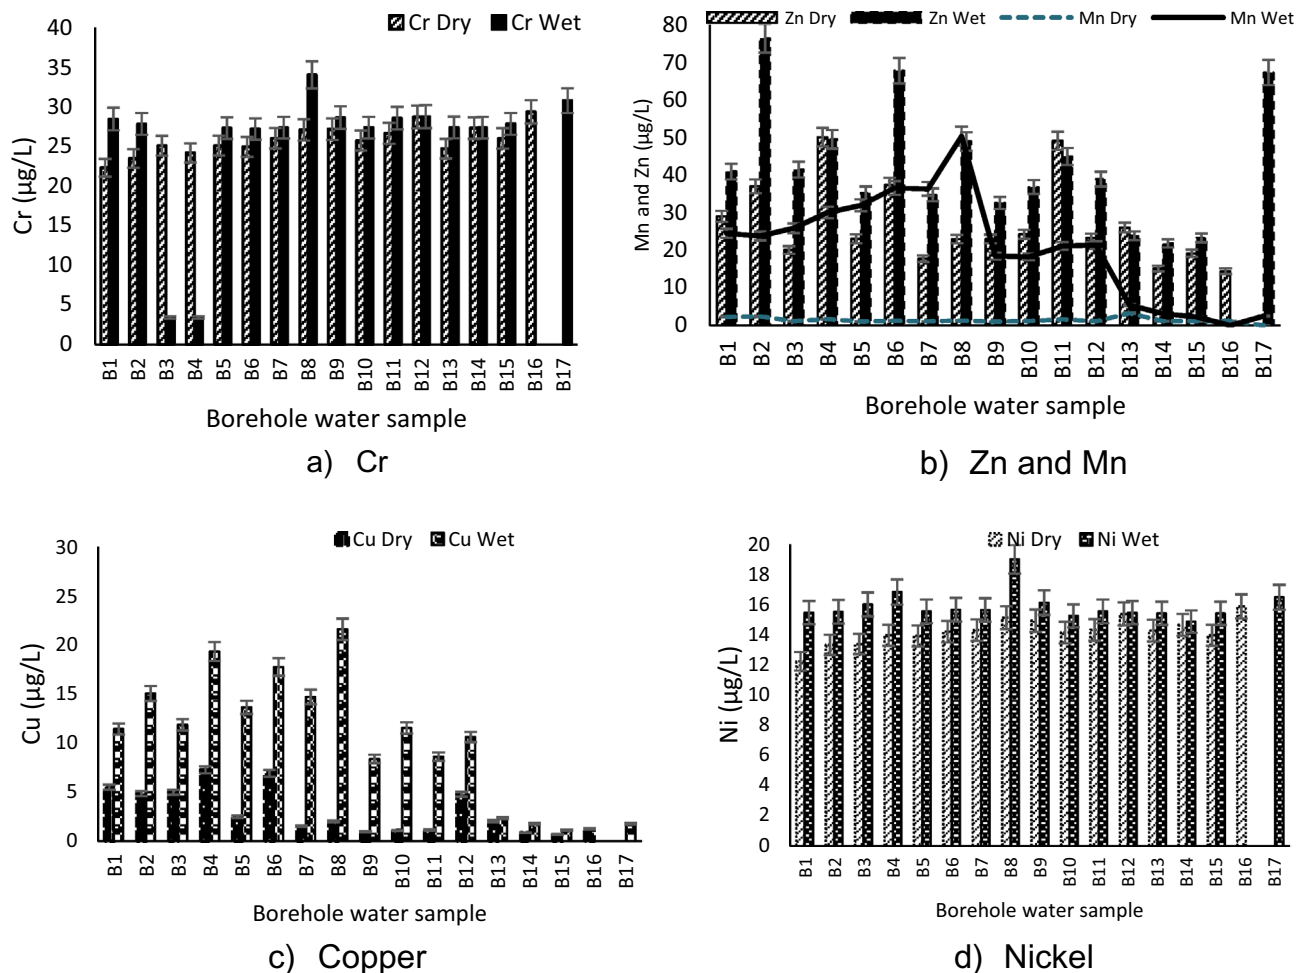 Cr Dry Cr Wet
40
35
30
25
20
15
10
5
0
Cr (µg/L)
B1 B2 B3 B4 B5 B6 B7 B8 B9 B10 B11 B12 B13 B14 B15 B16 B17
Borehole water sample
a) Cr
Zn Dry Zn Wet Mn Dry Mn Wet
80
70
60
50
40
30
20
10
0
Mn and Zn (µg/L)
B1 B2 B3 B4 B5 B6 B7 B8 B9 B10 B11 B12 B13 B14 B15 B16 B17
Borehole water sample
b) Zn and Mn
Cu Dry Cu Wet
30
25
20
15
10
5
0
Cu (µg/L)
B1 B2 B3 B4 B5 B6 B7 B8 B9 B10 B11 B12 B13 B14 B15 B16 B17
Borehole water sample
c) Copper
Ni Dry Ni Wet
20
18
16
14
12
10
8
6
4
2
0
Ni (µg/L)
B1 B2 B3 B4 B5 B6 B7 B8 B9 B10 B11 B12 B13 B14 B15 B16 B17
Borehole water sample
d) Nickel